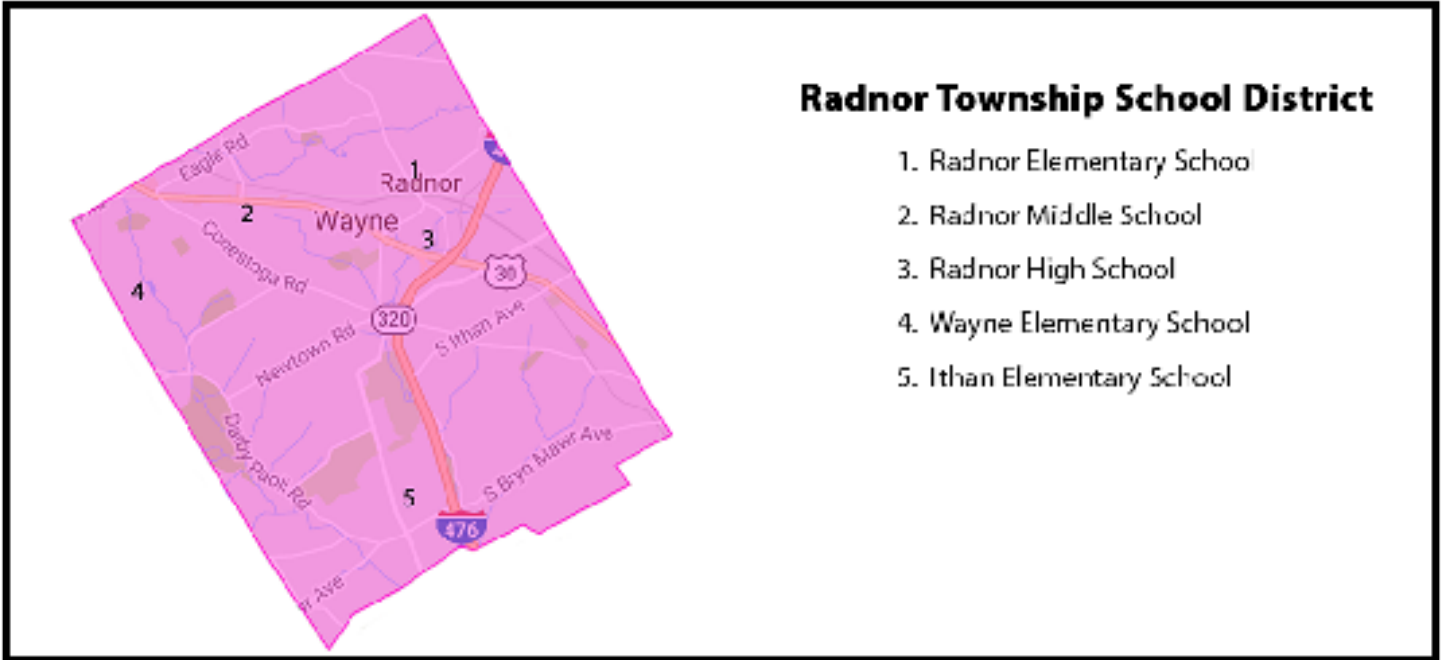 Radnor Township School District
1. Radnor Elementary School
2. Radnor Middle School
3. Radnor High School
4. Wayne Elementary School
5. Ithan Elementary School
Eagle Rd
1
Radnor
2
Wayne
3
Conestoga Rd
30
4
320
S Ithan Ave
Newtown Rd
Darby Paoli Rd
S Bryn Mawr Ave
5
476
Ave